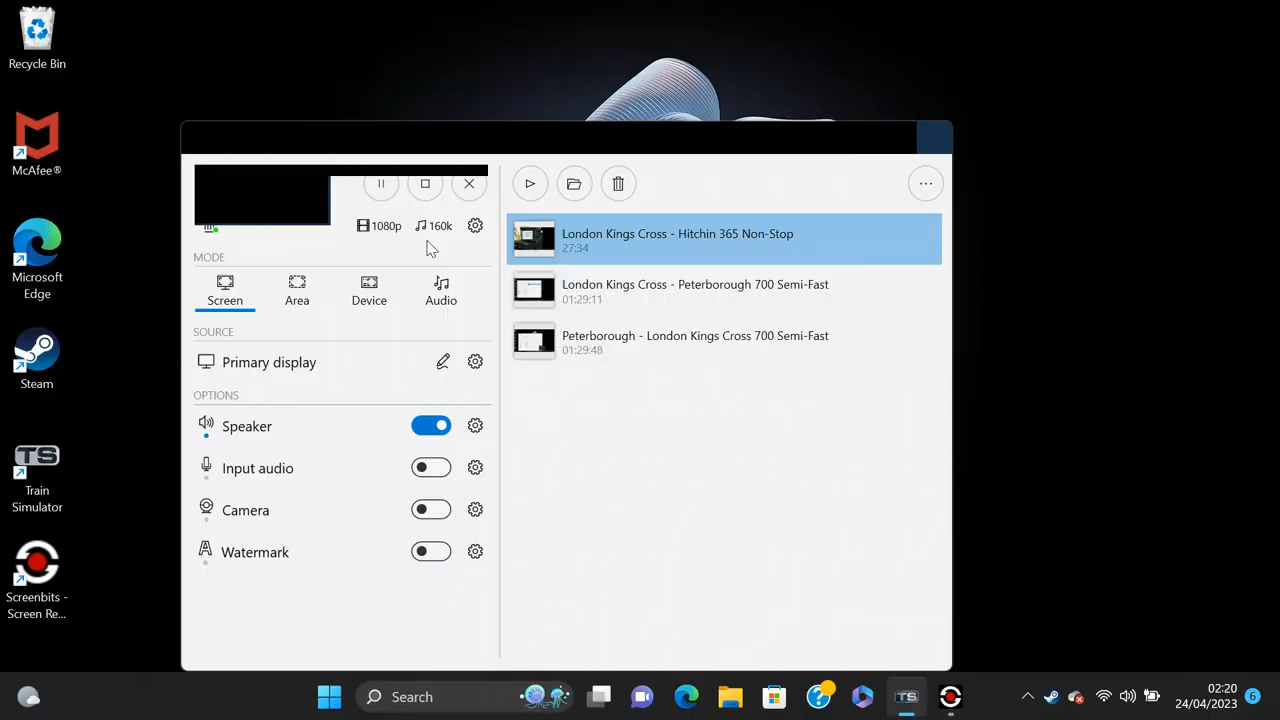 Recycle Bin
McAfee®
Microsoft
Edge
Steam
TS
Train
Simulator
Screenbits -
Screen Re...
1080p
160k
MODE
Screen
Area
Device
Audio
SOURCE
Primary display
OPTIONS
Speaker
Input audio
Camera
Watermark
London Kings Cross - Hitchin 365 Non-Stop
27:34
London Kings Cross - Peterborough 700 Semi-Fast
01:29:11
Peterborough - London Kings Cross 700 Semi-Fast
01:29:48
Search
TS
02:20
24/04/2023
6